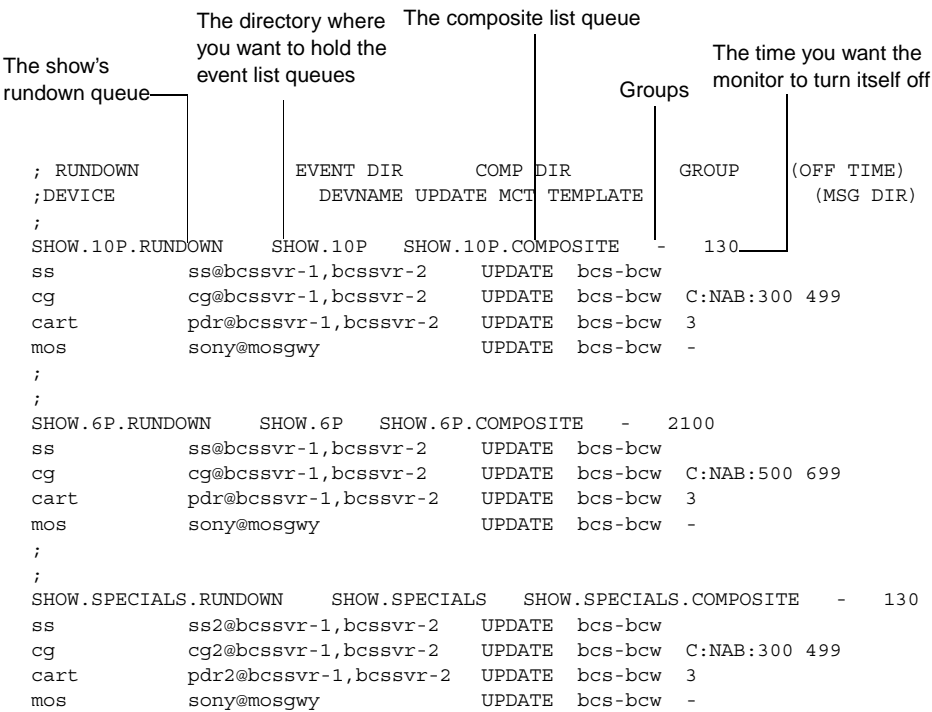 The directory where
you want to hold the
event list queues
The composite list queue
The show's
rundown queue
Groups
The time you want the
monitor to turn itself off
; RUNDOWN EVENT DIR COMP DIR GROUP (OFF TIME)
;DEVICE DEVNAME UPDATE MCT TEMPLATE (MSG DIR)
;
SHOW.10P.RUNDOWN SHOW.10P SHOW.10P.COMPOSITE - 130
ss ss@bcssvr-1,bcssvr-2 UPDATE bcs-bcw
cg cg@bcssvr-1,bcssvr-2 UPDATE bcs-bcw C:NAB:300 499
cart pdr@bcssvr-1,bcssvr-2 UPDATE bcs-bcw 3
mos sony@mosgwy UPDATE bcs-bcw -
;
;
SHOW.6P.RUNDOWN SHOW.6P SHOW.6P.COMPOSITE - 2100
ss ss@bcssvr-1,bcssvr-2 UPDATE bcs-bcw
cg cg@bcssvr-1,bcssvr-2 UPDATE bcs-bcw C:NAB:500 699
cart pdr@bcssvr-1,bcssvr-2 UPDATE bcs-bcw 3
mos sony@mosgwy UPDATE bcs-bcw -
;
;
SHOW.SPECIALS.RUNDOWN SHOW.SPECIALS SHOW.SPECIALS.COMPOSITE - 130
ss ss2@bcssvr-1,bcssvr-2 UPDATE bcs-bcw
cg cg2@bcssvr-1,bcssvr-2 UPDATE bcs-bcw C:NAB:300 499
cart pdr2@bcssvr-1,bcssvr-2 UPDATE bcs-bcw 3
mos sony@mosgwy UPDATE bcs-bcw -